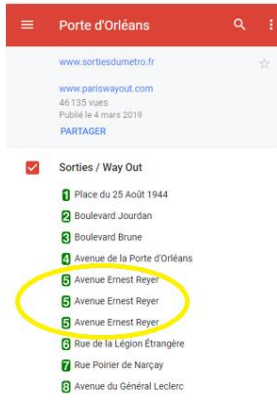 Porte d'Orléans
www.sortiesdumetro.fr
www.pariswayout.com
46 135 vues
Publié le 4 mars 2019
PARTAGER
Sorties / Way Out
1 Place du 25 Août 1944
2 Boulevard Jourdan
3 Boulevard Brune
4 Avenue de la Porte d'Orléans
5 Avenue Ernest Reyer
5 Avenue Ernest Reyer
5 Avenue Ernest Reyer
6 Rue de la Légion Étrangère
7 Rue Poirier de Narçay
8 Avenue du Général Leclerc